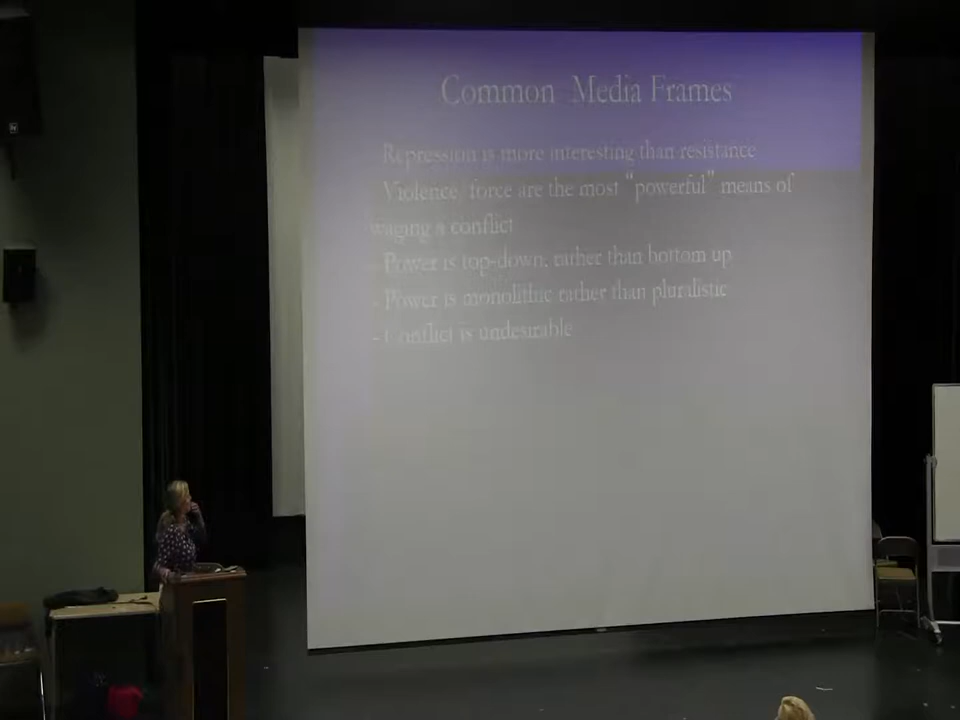 Common Media Frames
Repression is more interesting than resistance
Violence, force are the most "powerful" means of
waging a conflict
- Power is top-down, rather than bottom up
- Power is monolithic rather than pluralistic
- Conflict is undesirable